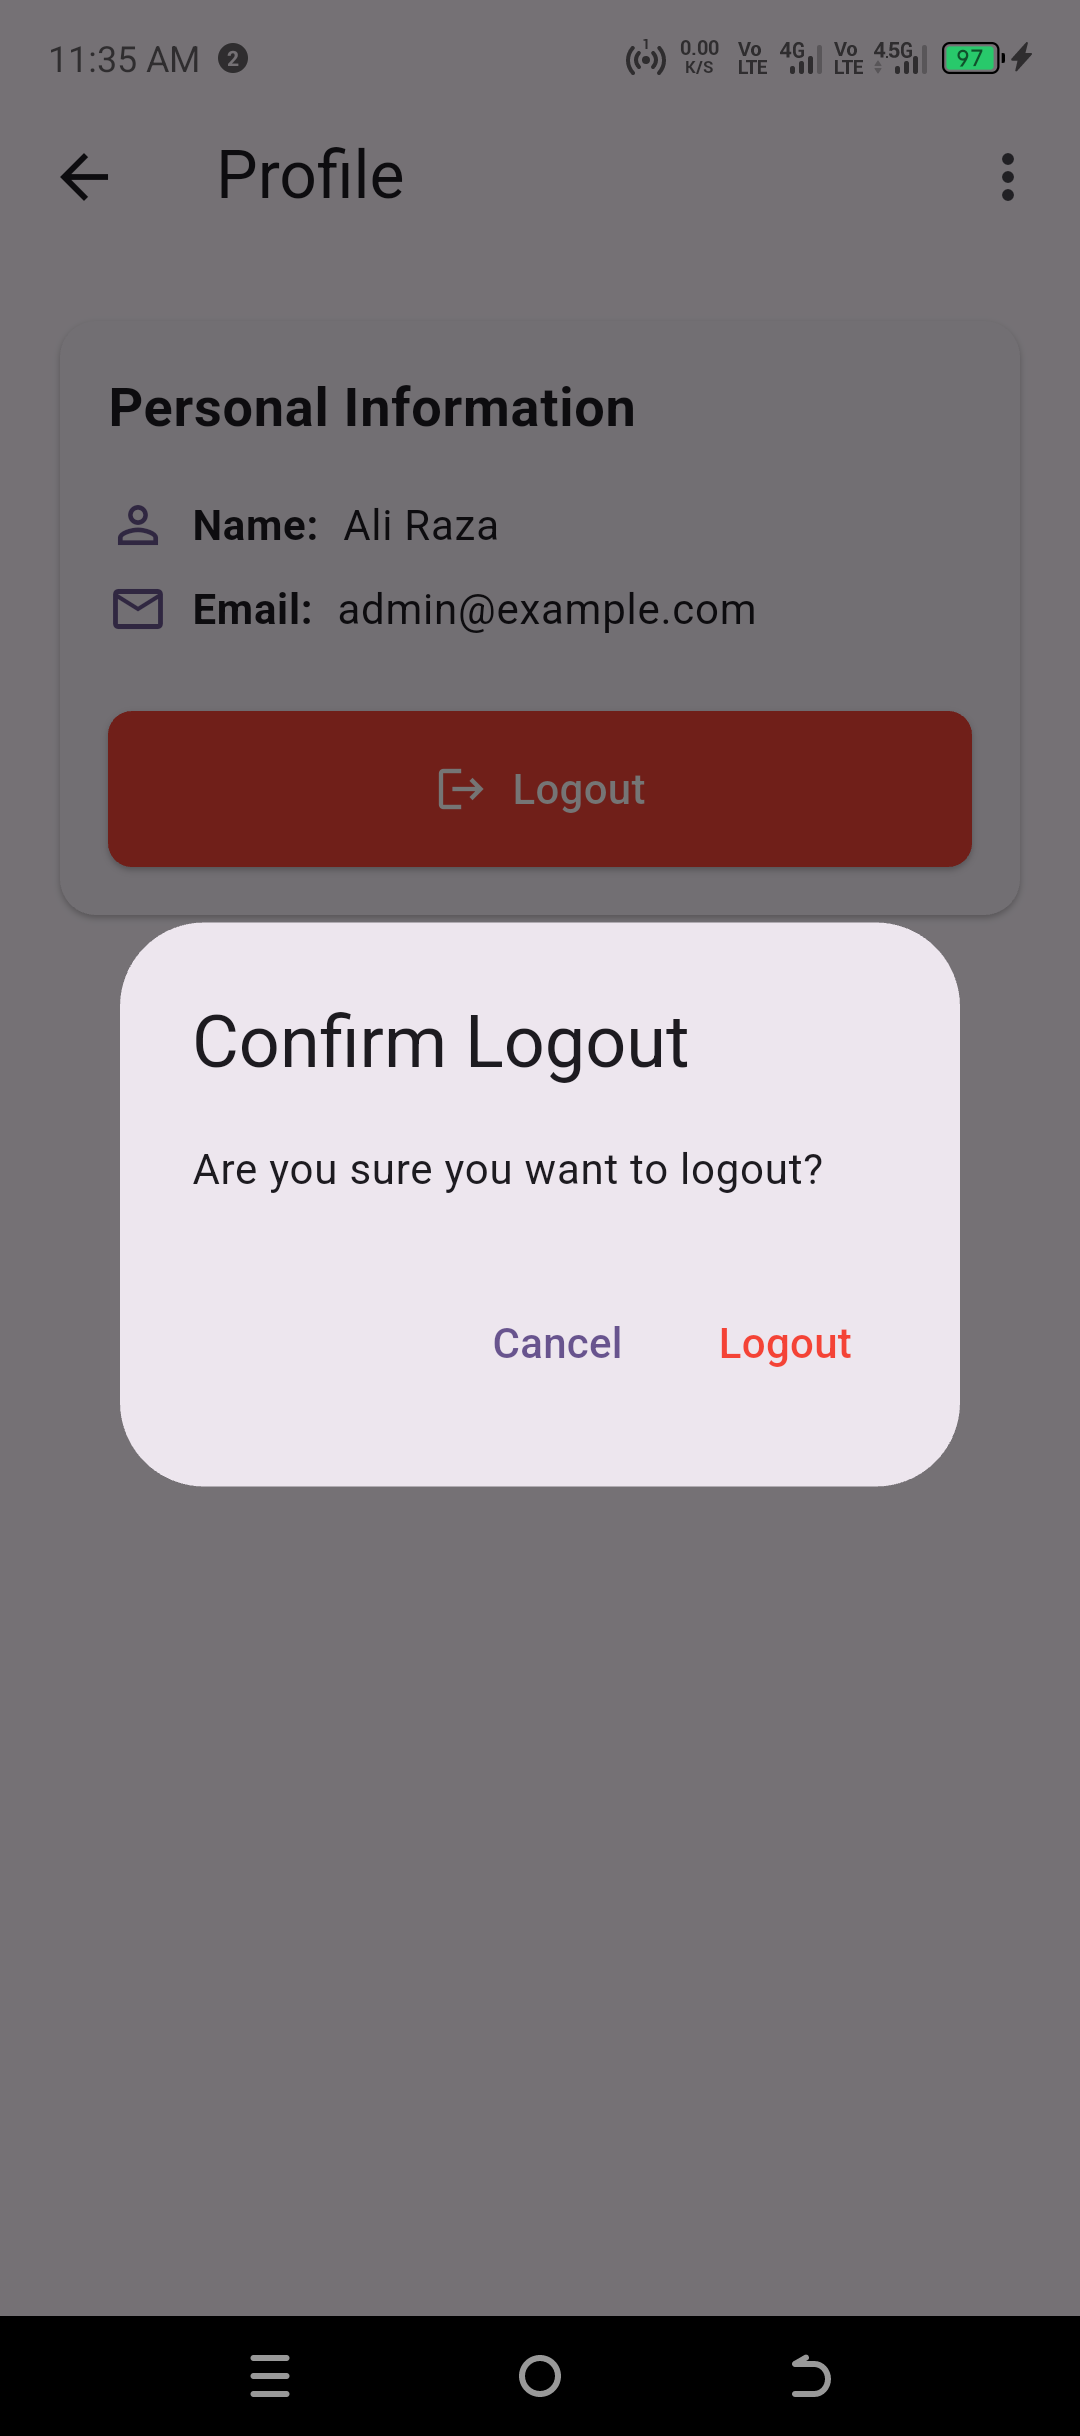 11:35 AM 2 1 0.00 K/S Vo LTE 4G Vo LTE 4.5G 97
Profile
Personal Information
Name: Ali Raza
Email: admin@example.com
Logout
Confirm Logout
Are you sure you want to logout?
Cancel Logout